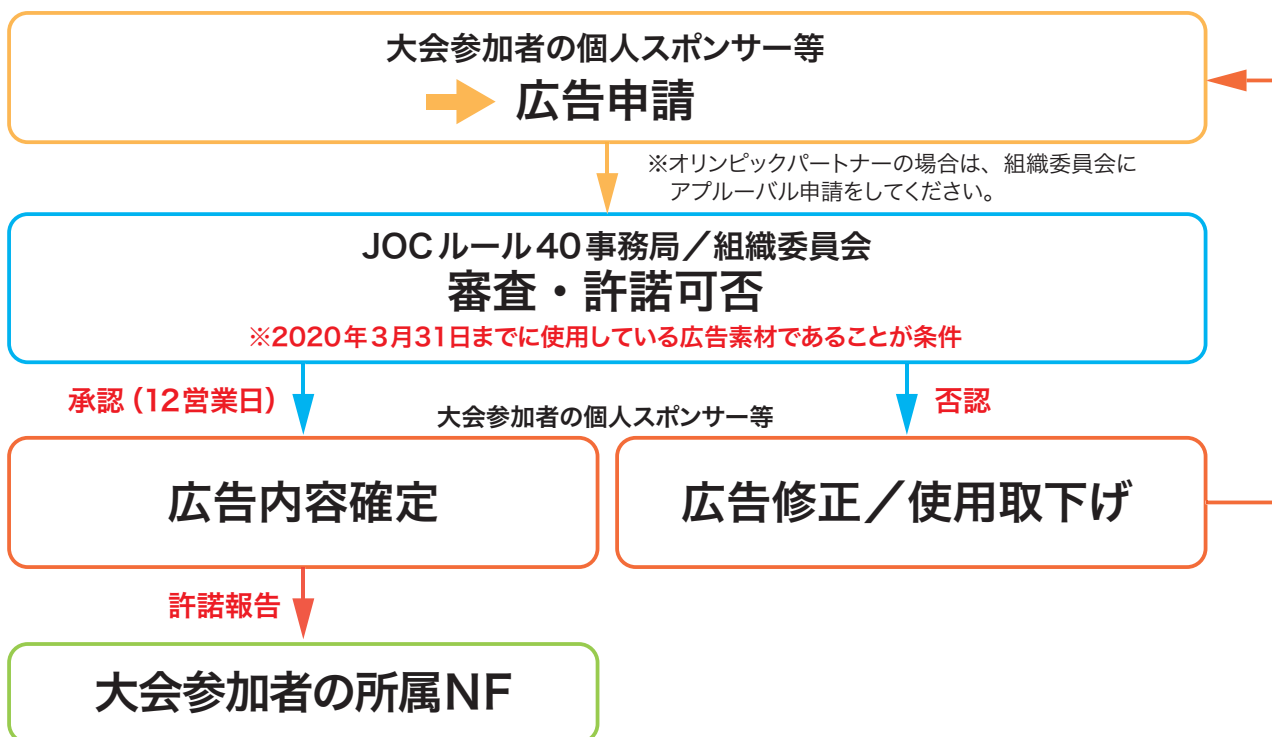 大会参加者の個人スポンサー等
広告申請
※オリンピックパートナーの場合は、組織委員会に
アプルーバル申請をしてください。
JOCルール40事務局／組織委員会
審査・許諾可否
※2020年3月31日までに使用している広告素材であることが条件
承認（12営業日）
否認
大会参加者の個人スポンサー等
広告内容確定
広告修正／使用取下げ
許諾報告
大会参加者の所属NF